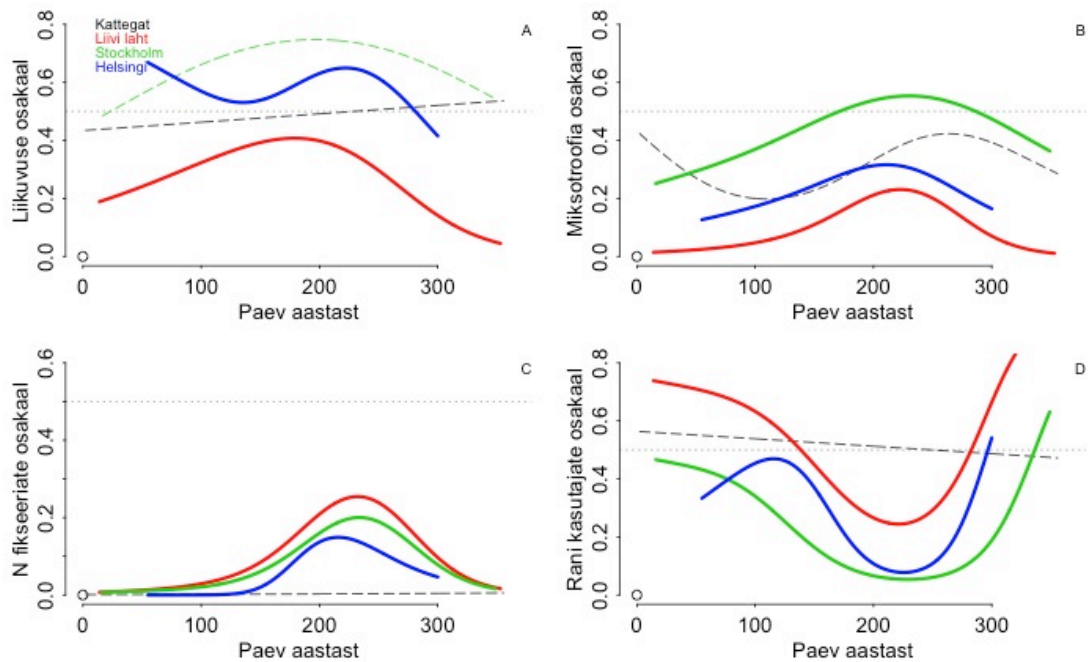 Kattegat
Liivi laht
Stockholm
Helsingi
A
Liikuvuse osakaal
0.0 0.2 0.4 0.6 0.8
0 100 200 300
Paev aastast
B
Miksotroofia osakaal
0.0 0.2 0.4 0.6 0.8
0 100 200 300
Paev aastast
C
N fikseeriate osakaal
0.0 0.2 0.4 0.6
0 100 200 300
Paev aastast
D
Rani kasutajate osakaal
0.0 0.2 0.4 0.6 0.8
0 100 200 300
Paev aastast